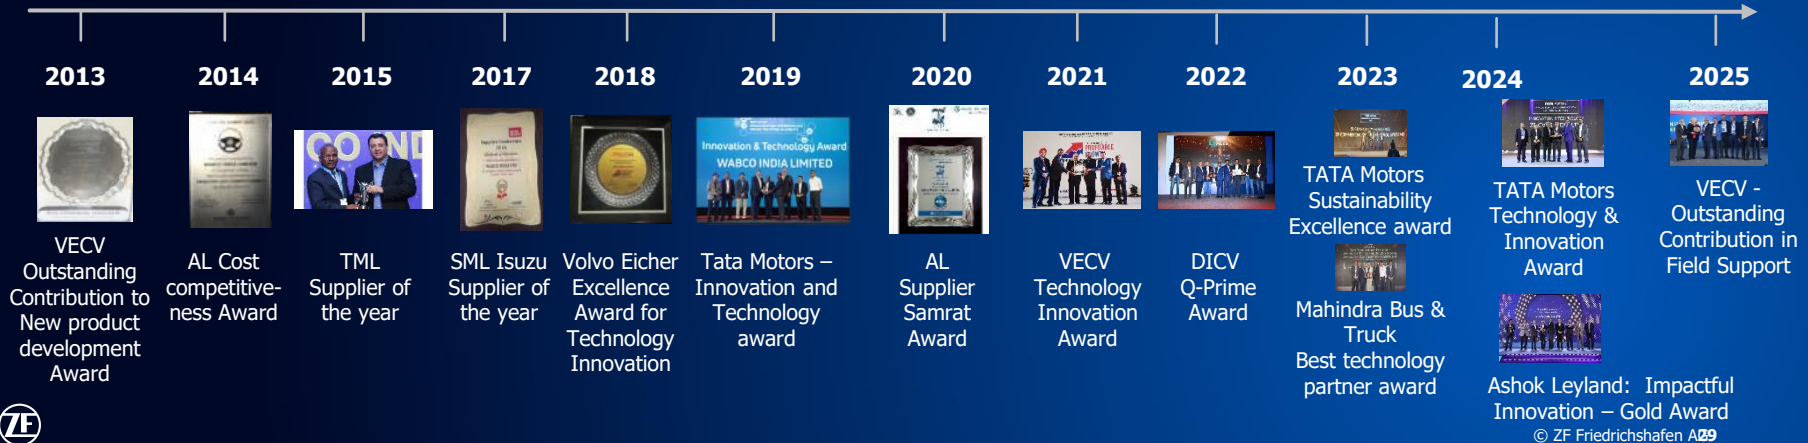 2013
2014
2015
2017
2018
2019
2020
2021
2022
2023
2024
2025
Innovation & Technology Award
WABCO INDIA LIMITED
VECV
Outstanding
Contribution to
New product
development
Award
AL Cost
competitive-
ness Award
TML
Supplier of
the year
SML Isuzu
Supplier of
the year
Volvo Eicher
Excellence
Award for
Technology
Innovation
Tata Motors –
Innovation and
Technology
award
AL
Supplier
Samrat
Award
VECV
Technology
Innovation
Award
DICV
Q-Prime
Award
TATA Motors
Sustainability
Excellence award
Mahindra Bus &
Truck
Best technology
partner award
TATA Motors
Technology &
Innovation
Award
Ashok Leyland: Impactful
Innovation – Gold Award
VECV -
Outstanding
Contribution in
Field Support
ZF
© ZF Friedrichshafen AG
29